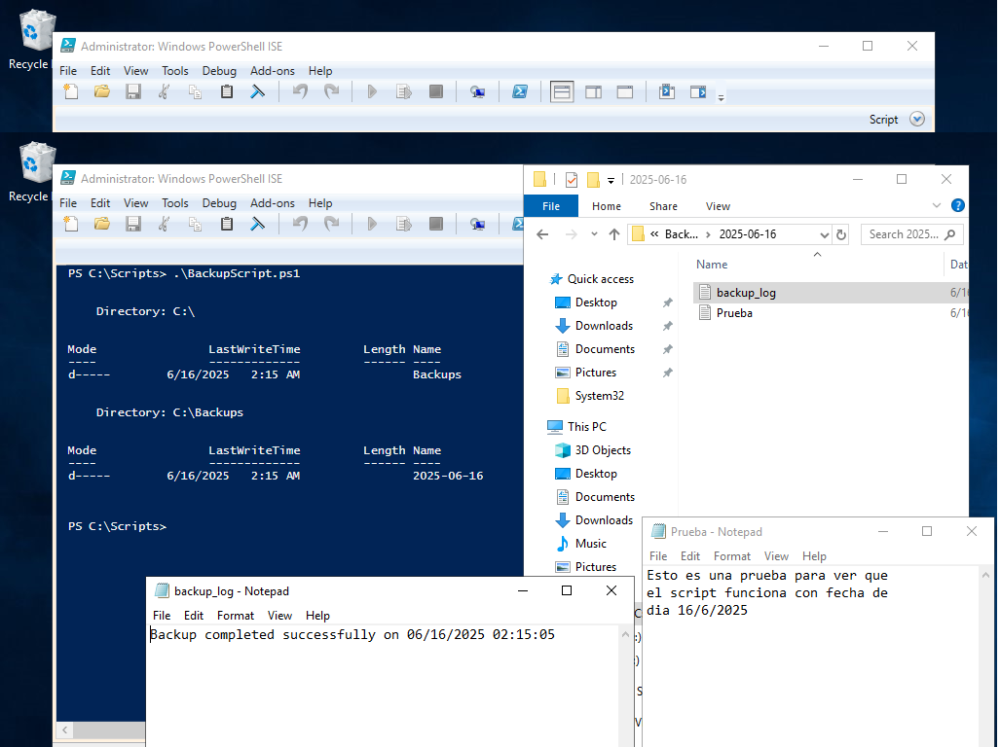 Recycle
Administrator: Windows PowerShell ISE
File Edit View Tools Debug Add-ons Help
Script
Recycle
Administrator: Windows PowerShell ISE
File Edit View Tools Debug Add-ons Help
PS C:\Scripts> .\BackupScript.ps1
Directory: C:\
Mode LastWriteTime Length Name
---- ------------- ------ ----
d----- 6/16/2025 2:15 AM Backups
Directory: C:\Backups
Mode LastWriteTime Length Name
---- ------------- ------ ----
d----- 6/16/2025 2:15 AM 2025-06-16
PS C:\Scripts>
2025-06-16
File Home Share View
« Back... › 2025-06-16
Search 2025...
Quick access
Desktop
Downloads
Documents
Pictures
System32
This PC
3D Objects
Desktop
Documents
Downloads
Music
Pictures
Name Dat
backup_log 6/16
Prueba 6/16
Prueba - Notepad
File Edit Format View Help
Esto es una prueba para ver que
el script funciona con fecha de
dia 16/6/2025
backup_log - Notepad
File Edit Format View Help
Backup completed successfully on 06/16/2025 02:15:05